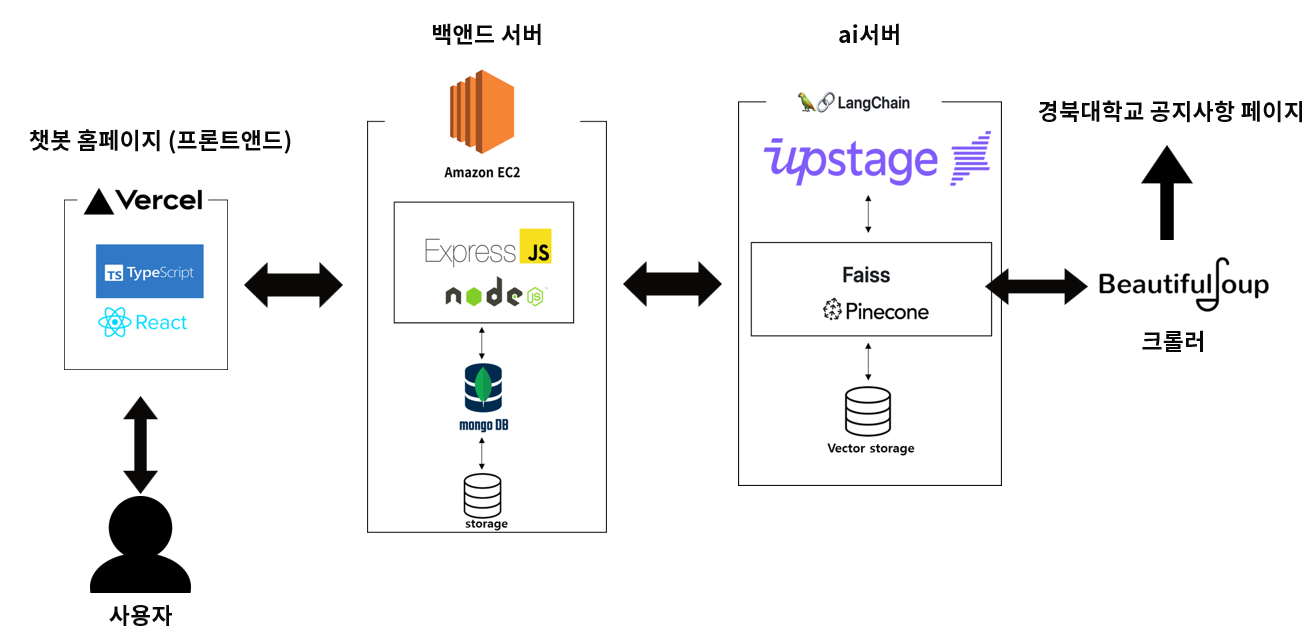 백앤드 서버
ai서버
챗봇 홈페이지 (프론트앤드)
경북대학교 공지사항 페이지
Vercel
TS TypeScript
React
Amazon EC2
Express JS
node JS
mongo DB
storage
LangChain
upstage
Faiss
Pinecone
Vector storage
BeautifulSoup
크롤러
사용자